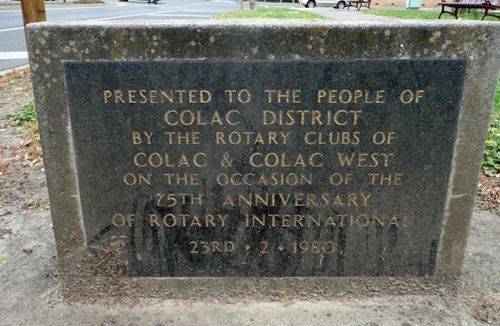 PRESENTED TO THE PEOPLE OF
COLAC DISTRICT
BY THE ROTARY CLUBS OF
COLAC & COLAC WEST
ON THE OCCASION OF THE
75TH ANNIVERSARY
OF ROTARY INTERNATIONAL
23RD • 2 • 1980